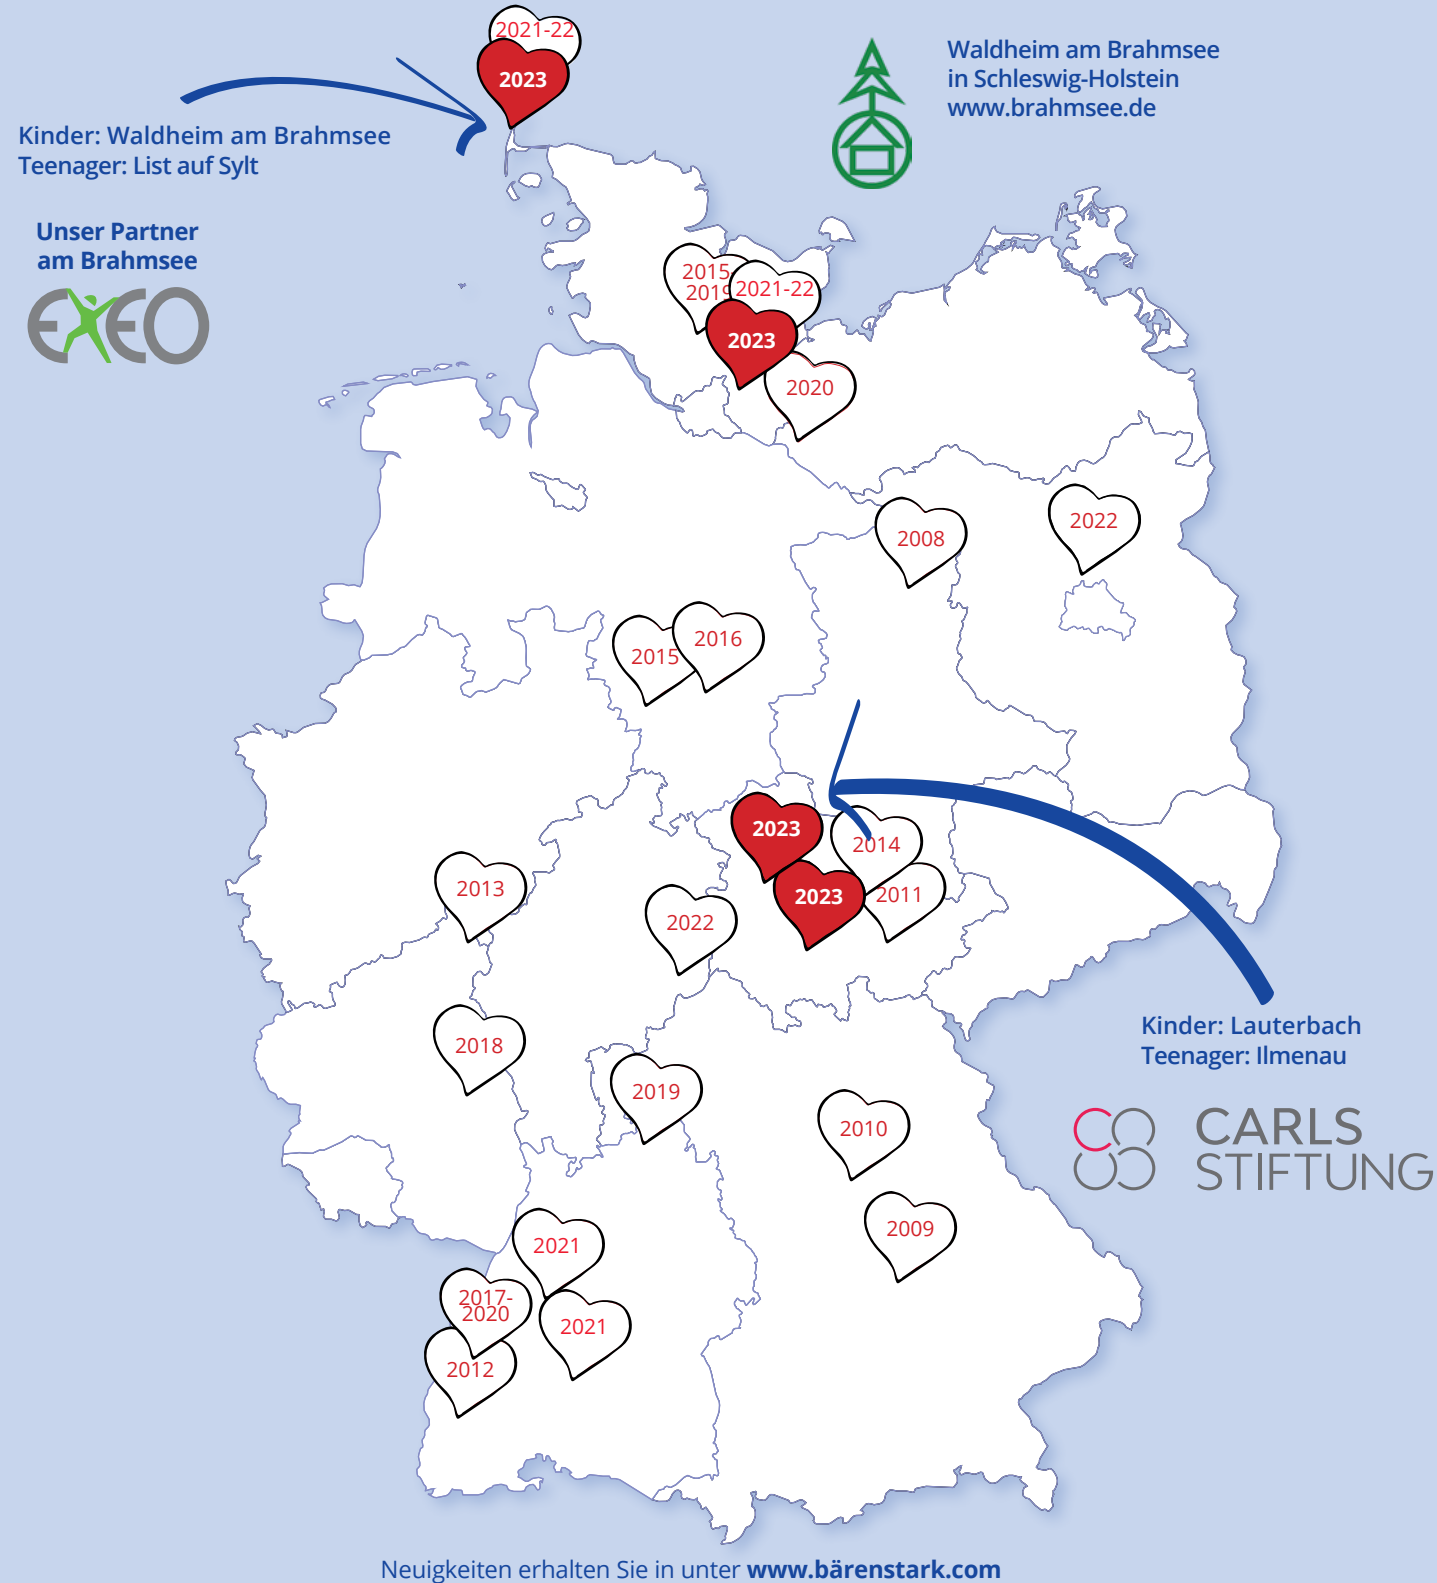 2021-22
2023
Waldheim am Brahmsee
in Schleswig-Holstein
www.brahmsee.de
Kinder: Waldheim am Brahmsee
Teenager: List auf Sylt
Unser Partner
am Brahmsee
EXEO
2015-
2019
2021-22
2023
2020
2008
2022
2015
2016
2023
2014
2023
2011
2013
2022
2018
2019
Kinder: Lauterbach
Teenager: Ilmenau
2010
CARLS
STIFTUNG
2009
2021
2017-
2020
2021
2012
Neuigkeiten erhalten Sie in unter www.bärenstark.com